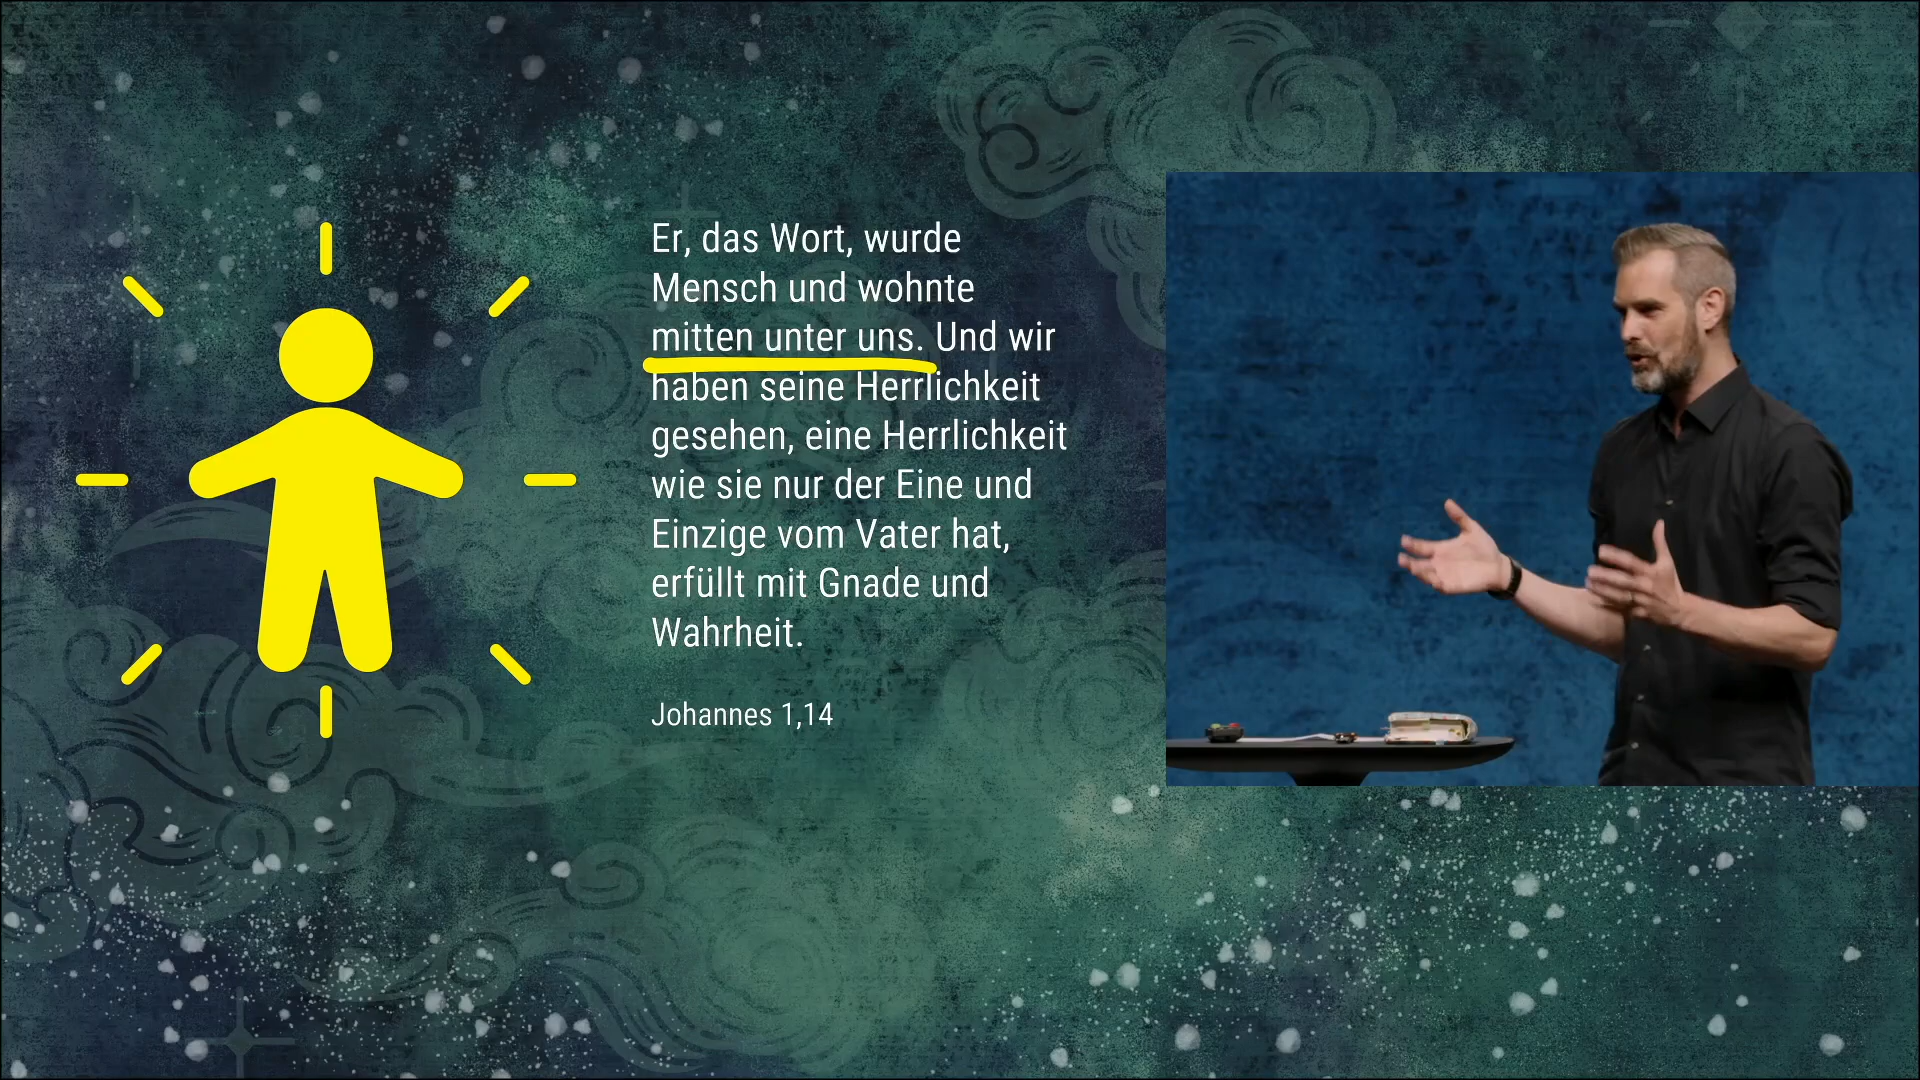 Er, das Wort, wurde
Mensch und wohnte
mitten unter uns. Und wir
haben seine Herrlichkeit
gesehen, eine Herrlichkeit
wie sie nur der Eine und
Einzige vom Vater hat,
erfüllt mit Gnade und
Wahrheit.
Johannes 1,14